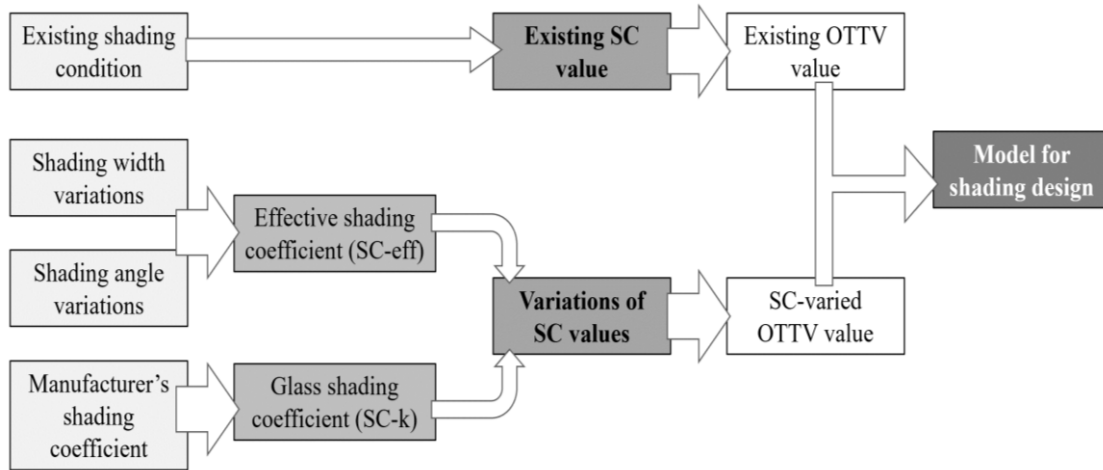 Existing shading
condition
Existing SC
value
Existing OTTV
value
Shading width
variations
Model for
shading design
Effective shading
coefficient (SC-eff)
Shading angle
variations
Variations of
SC values
SC-varied
OTTV value
Manufacturer's
shading
coefficient
Glass shading
coefficient (SC-k)